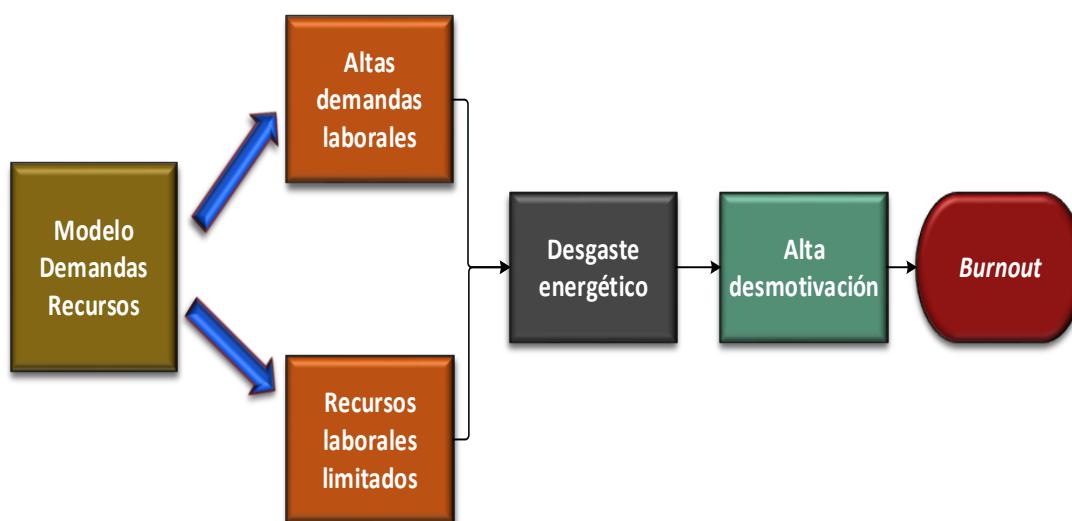 Modelo
Demandas
Recursos
Altas
demandas
laborales
Recursos
laborales
limitados
Desgaste
energético
Alta
desmotivación
Burnout